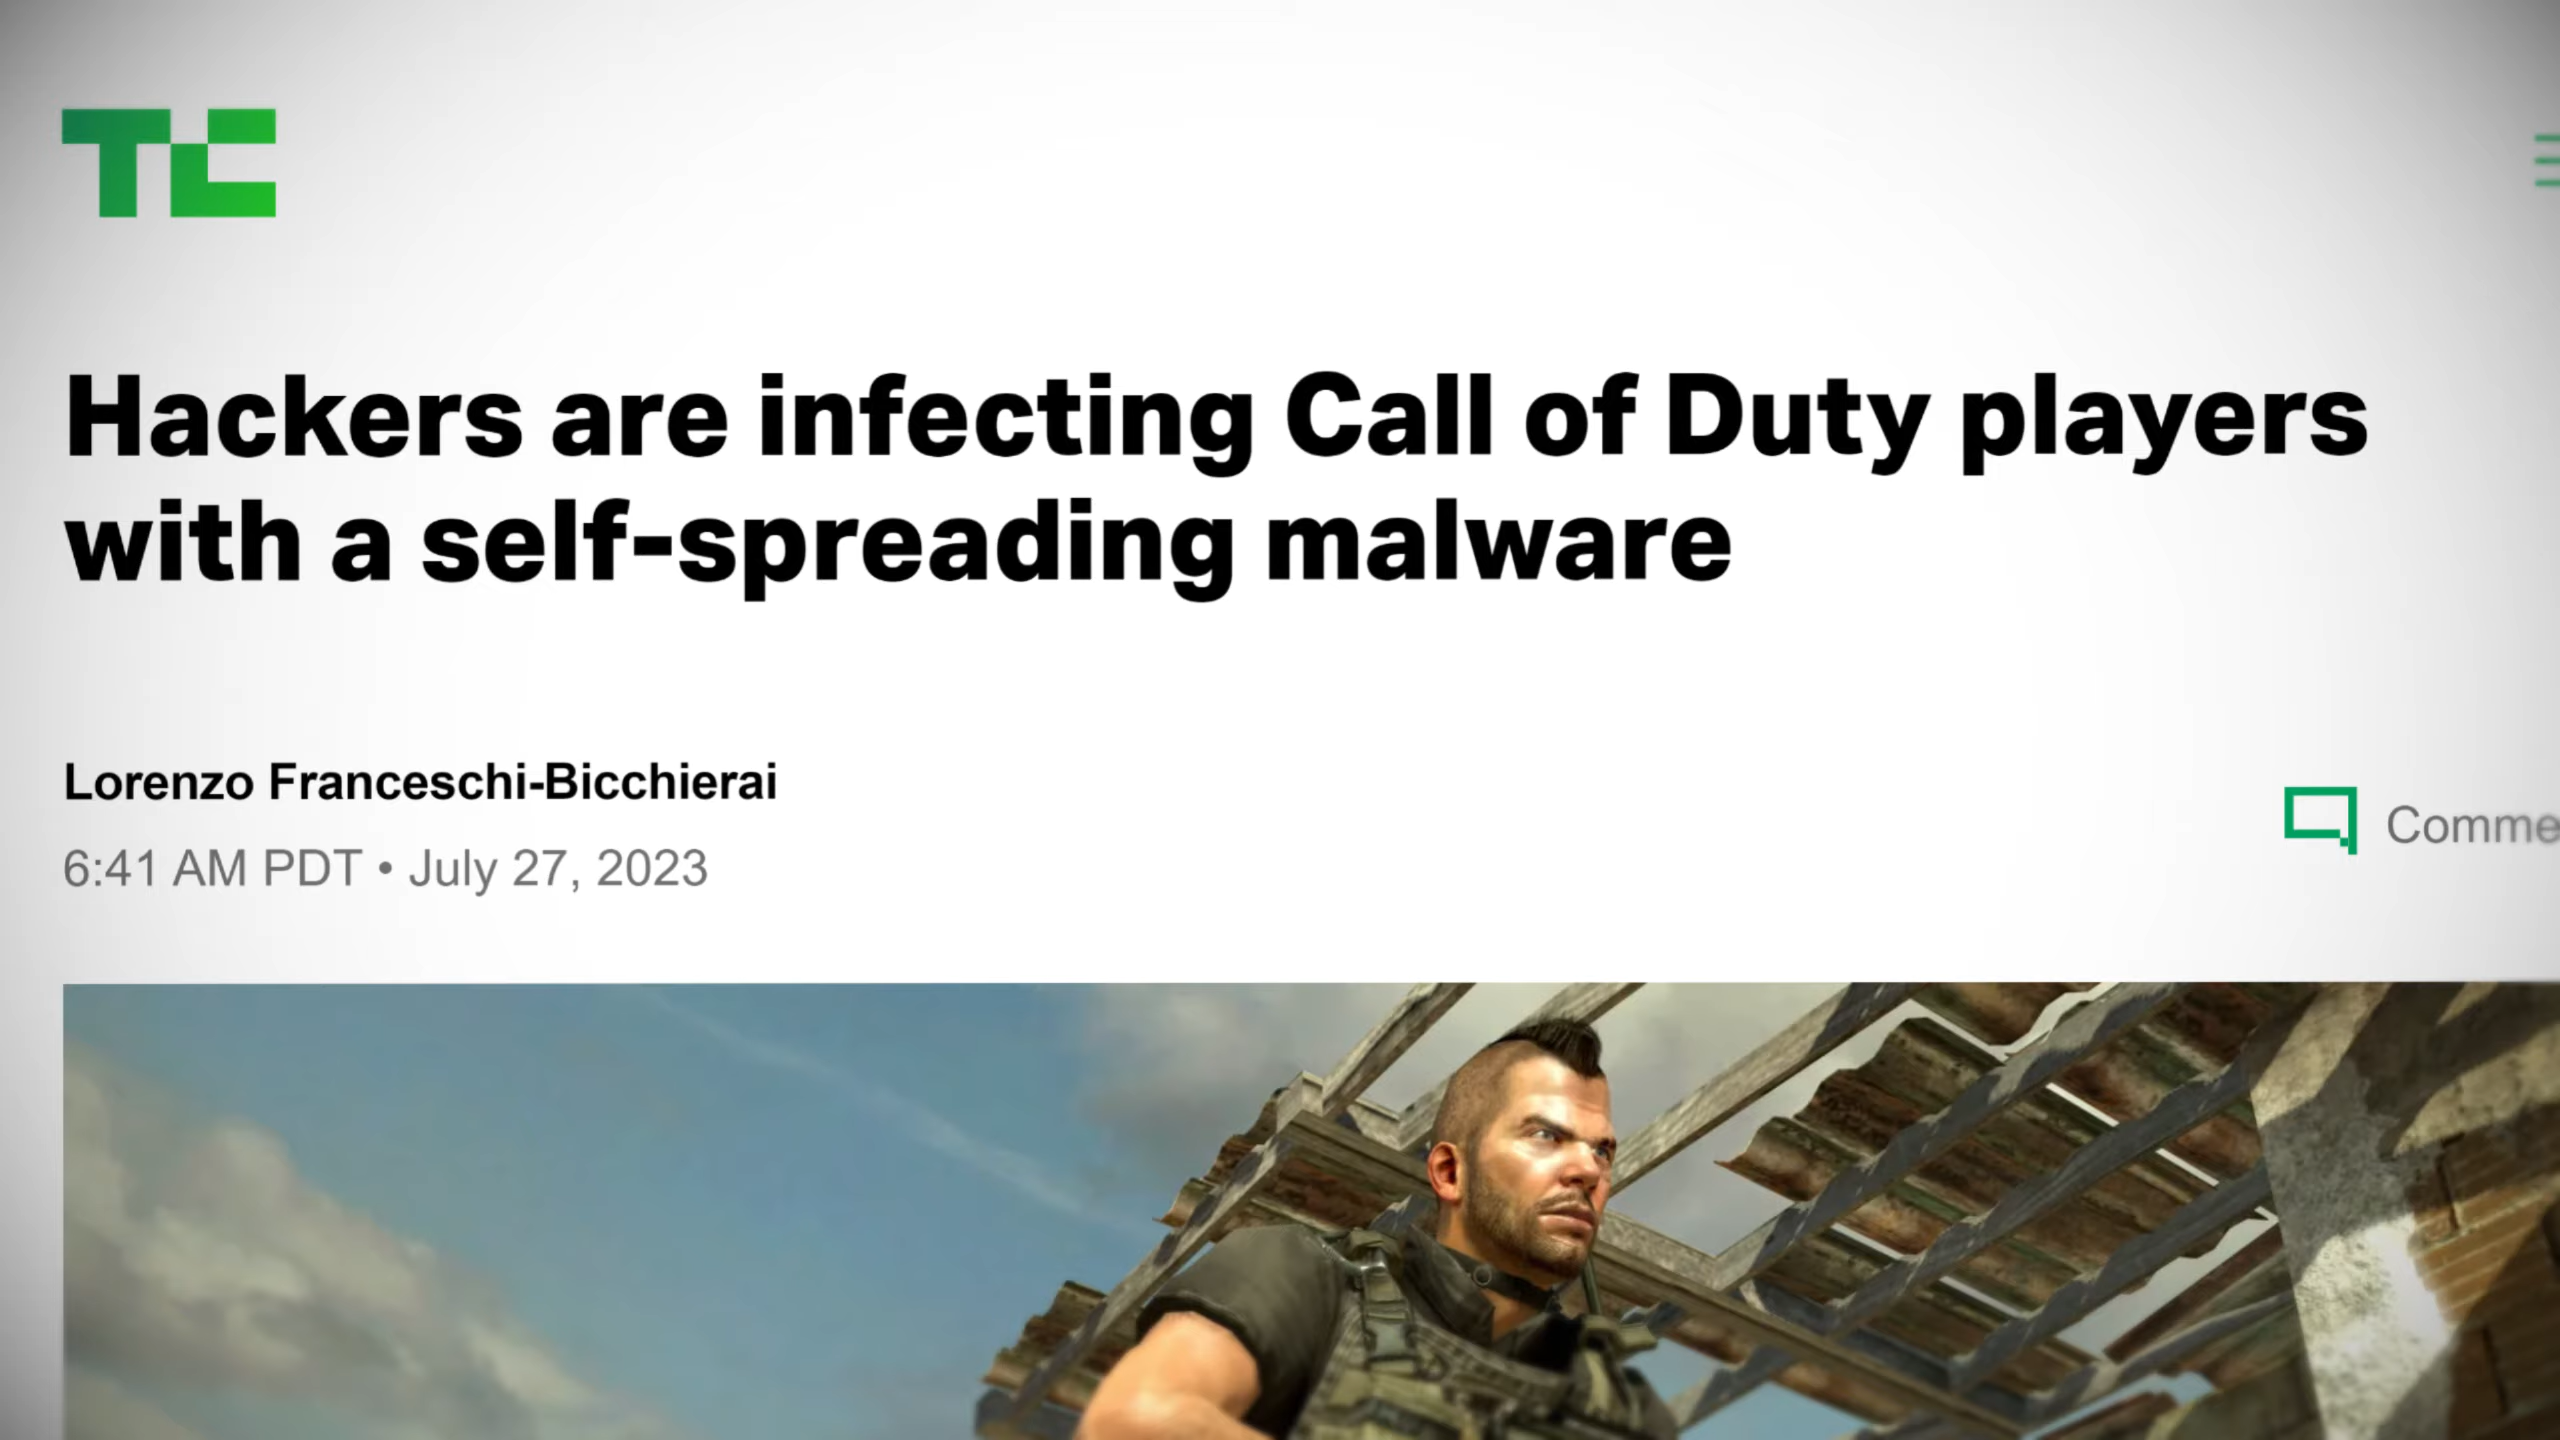 TC
Hackers are infecting Call of Duty players
with a self-spreading malware
Lorenzo Franceschi-Bicchierai
6:41 AM PDT • July 27, 2023
Comme